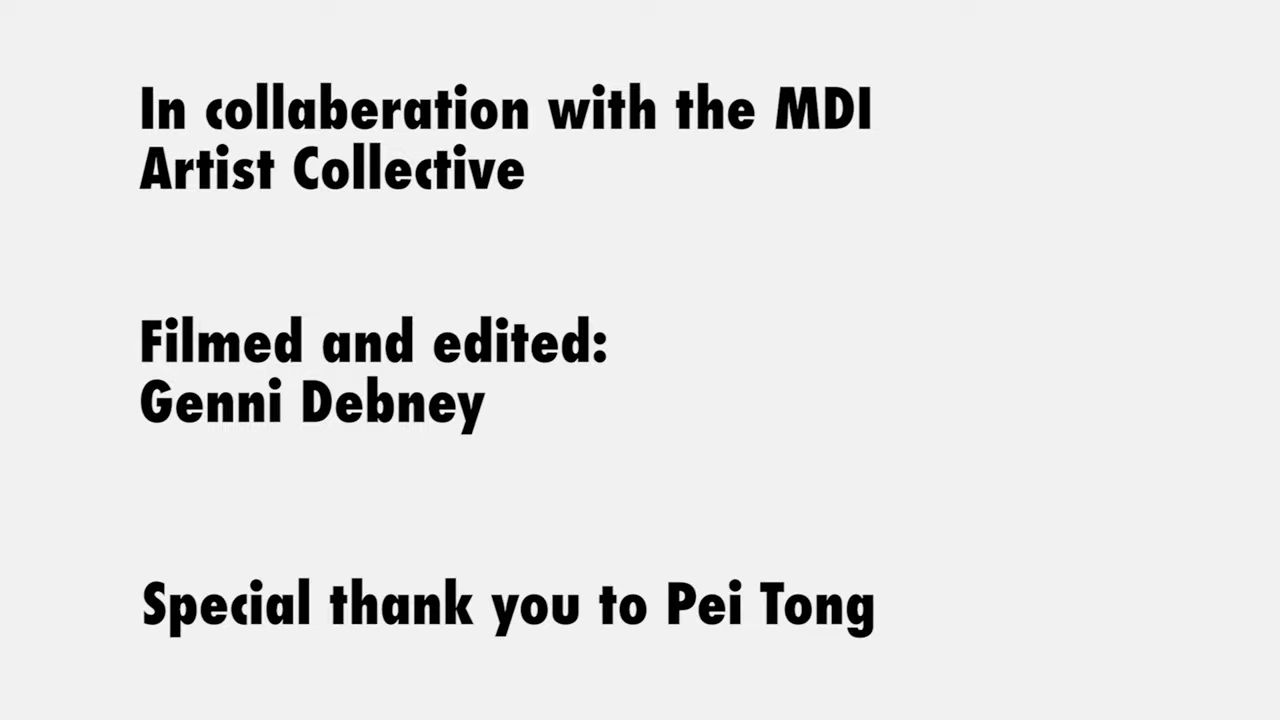 In collaberation with the MDI
Artist Collective
Filmed and edited:
Genni Debney
Special thank you to Pei Tong